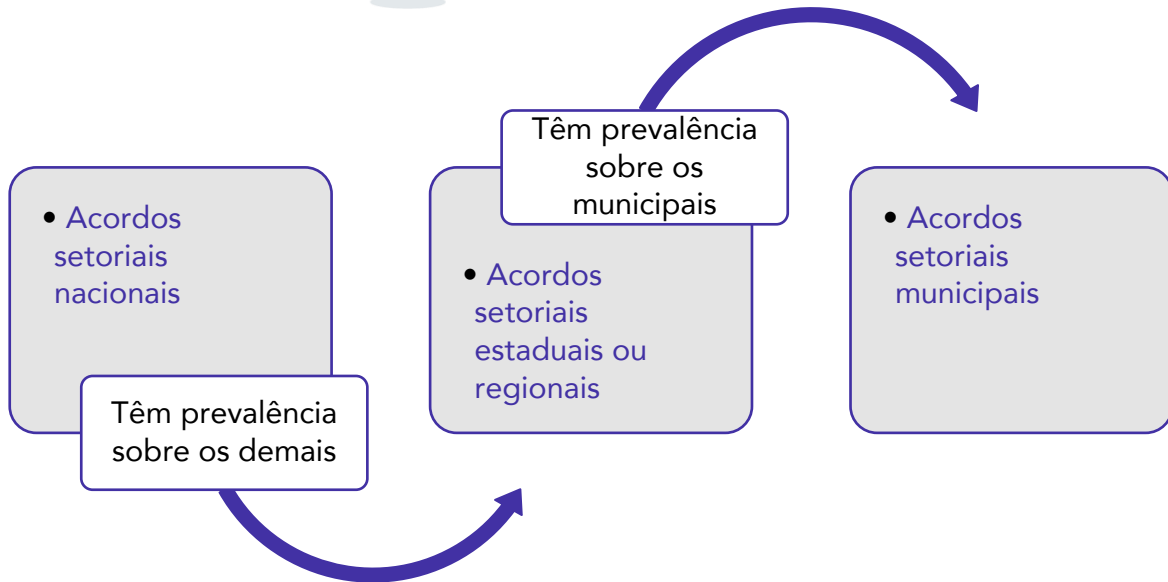 • Acordos
setoriais
nacionais
Têm prevalência
sobre os demais
Têm prevalência
sobre os
municipais
• Acordos
setoriais
estaduais ou
regionais
• Acordos
setoriais
municipais